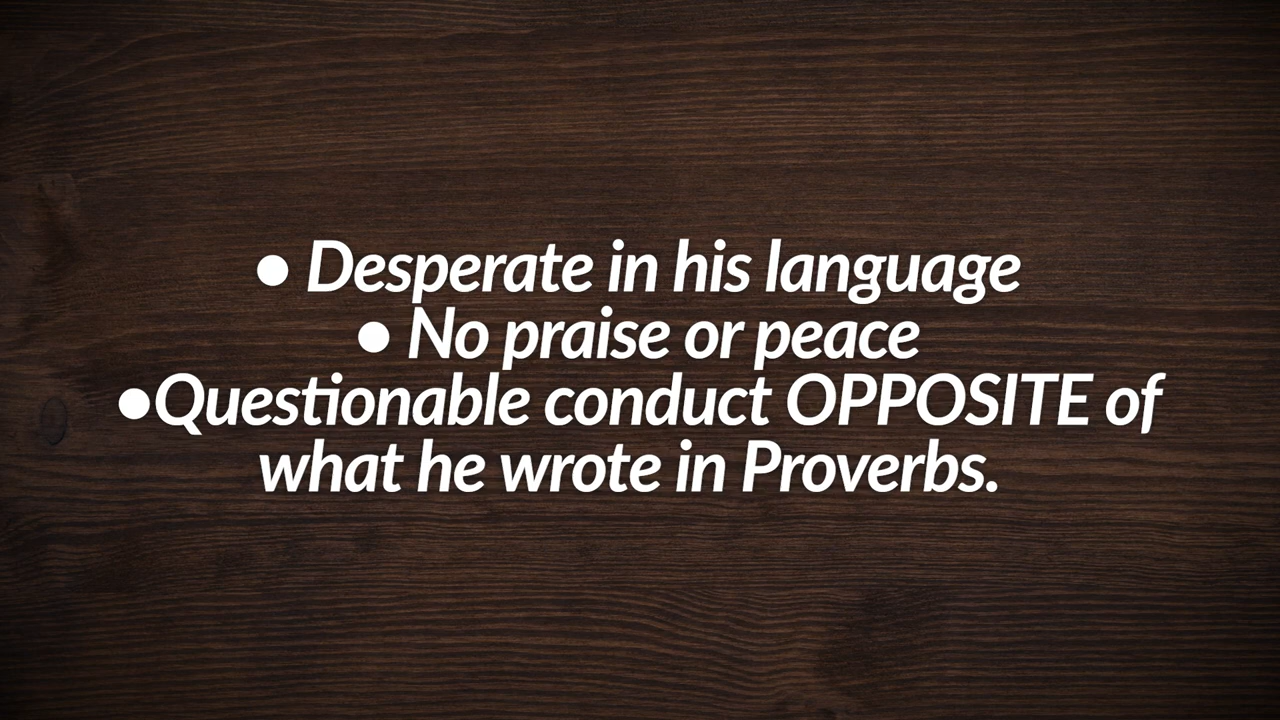 ● Desperate in his language
● No praise or peace
●Questionable conduct OPPOSITE of
what he wrote in Proverbs.